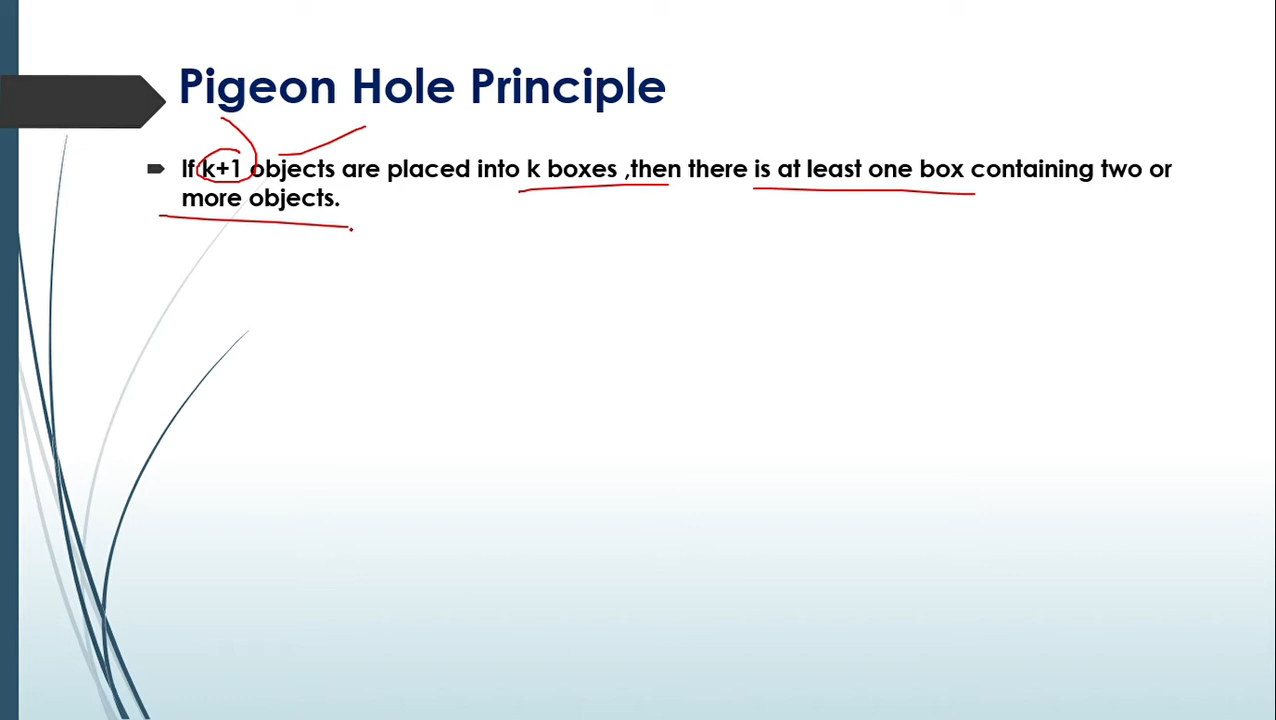 Pigeon Hole Principle
If k+1 objects are placed into k boxes ,then there is at least one box containing two or
more objects.